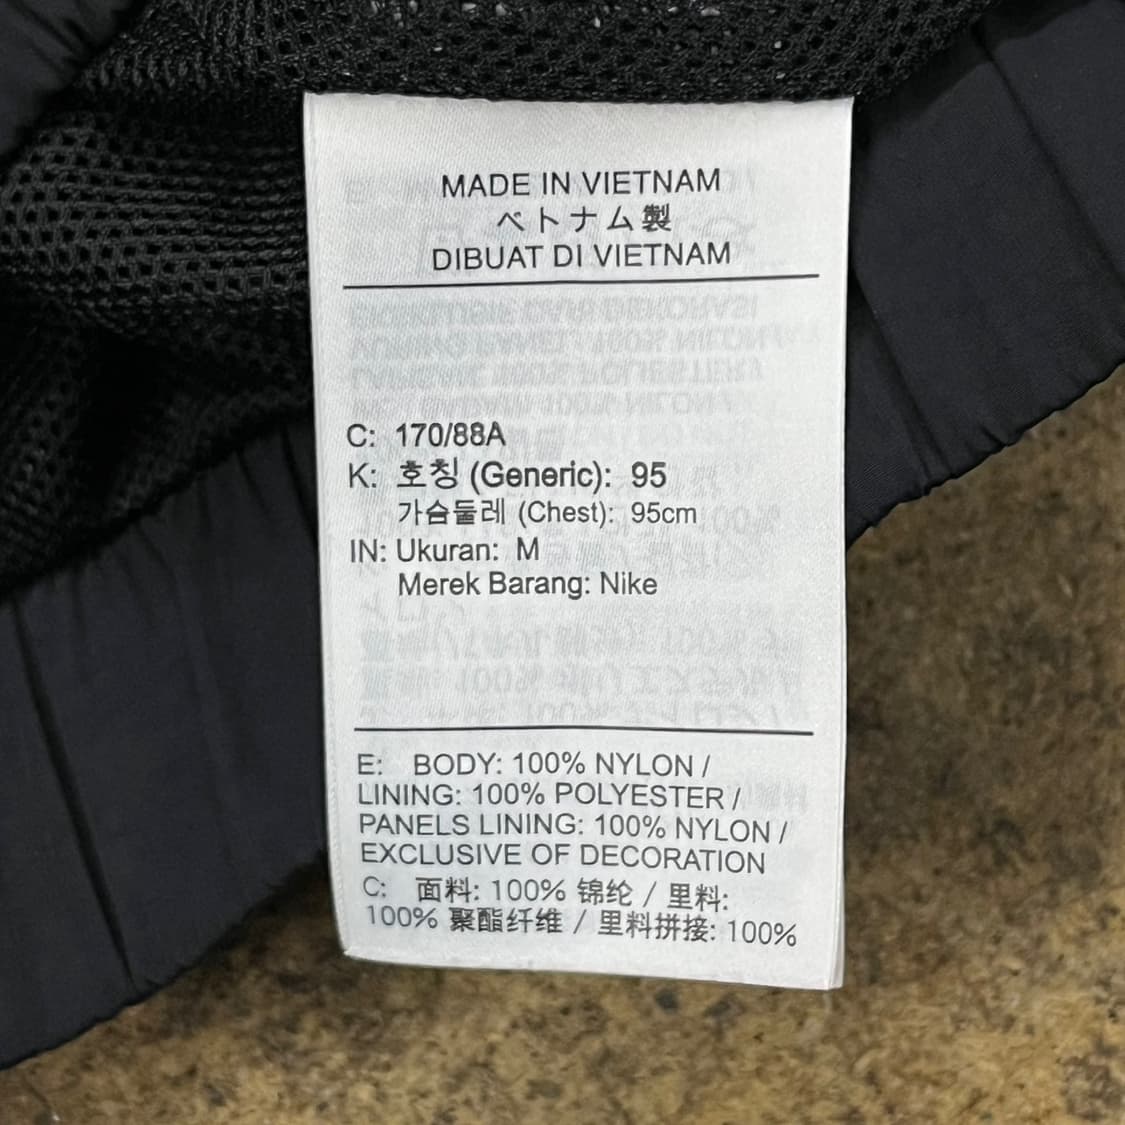 MADE IN VIETNAM
ベトナム製
DIBUAT DI VIETNAM
C: 170/88A
K: 호칭 (Generic): 95
가슴둘레 (Chest): 95cm
IN: Ukuran: M
Merek Barang: Nike
E: BODY: 100% NYLON /
LINING: 100% POLYESTER /
PANELS LINING: 100% NYLON /
EXCLUSIVE OF DECORATION
C: 面料: 100% 锦纶 / 里料:
100% 聚酯纤维 / 里料拼接: 100%